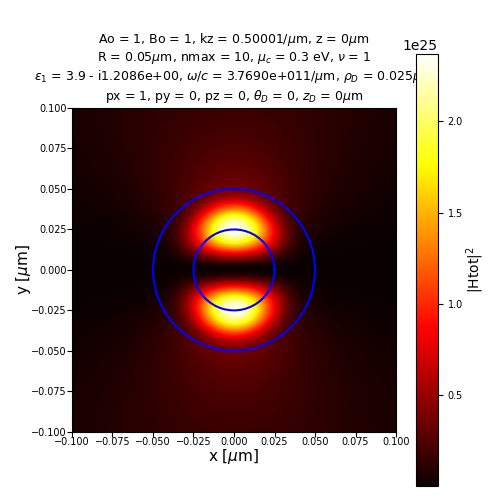 Ao = 1, Bo = 1, kz = 0.50001/μm, z = 0μm
R = 0.05μm, nmax = 10, μc = 0.3 eV, ν = 1
ε1 = 3.9 - i1.2086e+00, ω/c = 3.7690e+011/μm, ρD = 0.025μ
px = 1, py = 0, pz = 0, θD = 0, zD = 0μm
1e25
0.100
0.075
0.050
0.025
0.000
−0.025
−0.050
−0.075
−0.100
y [μm]
−0.100 −0.075 −0.050 −0.025 0.000 0.025 0.050 0.075 0.100
x [μm]
2.0
1.5
1.0
0.5
|Htot|²